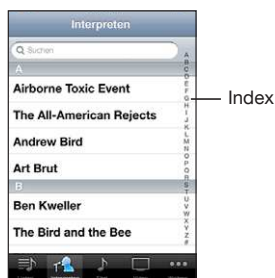 Interpreten
Suchen
A
Airborne Toxic Event
The All-American Rejects
Andrew Bird
Art Brut
B
Ben Kweller
The Bird and the Bee
A
B
C
D
E
F
G
H
I
J
K
L
M
N
O
P
Q
R
S
T
U
V
W
X
Y
Z
#
Index